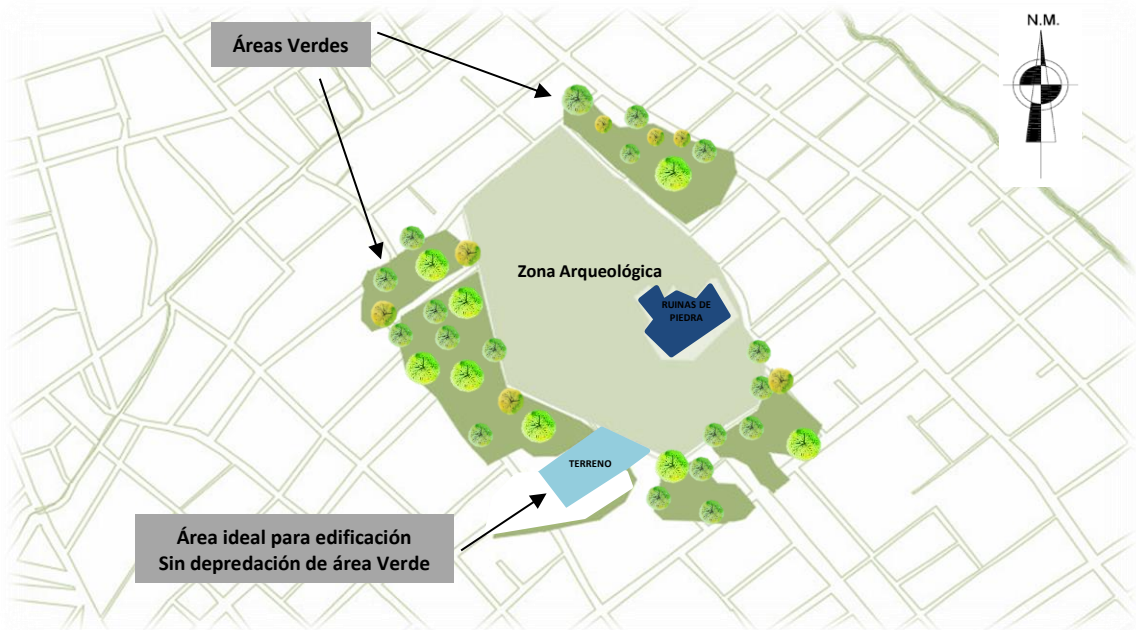 N.M.
Áreas Verdes
Zona Arqueológica
RUINAS DE
PIEDRA
TERRENO
Área ideal para edificación
Sin depredación de área Verde